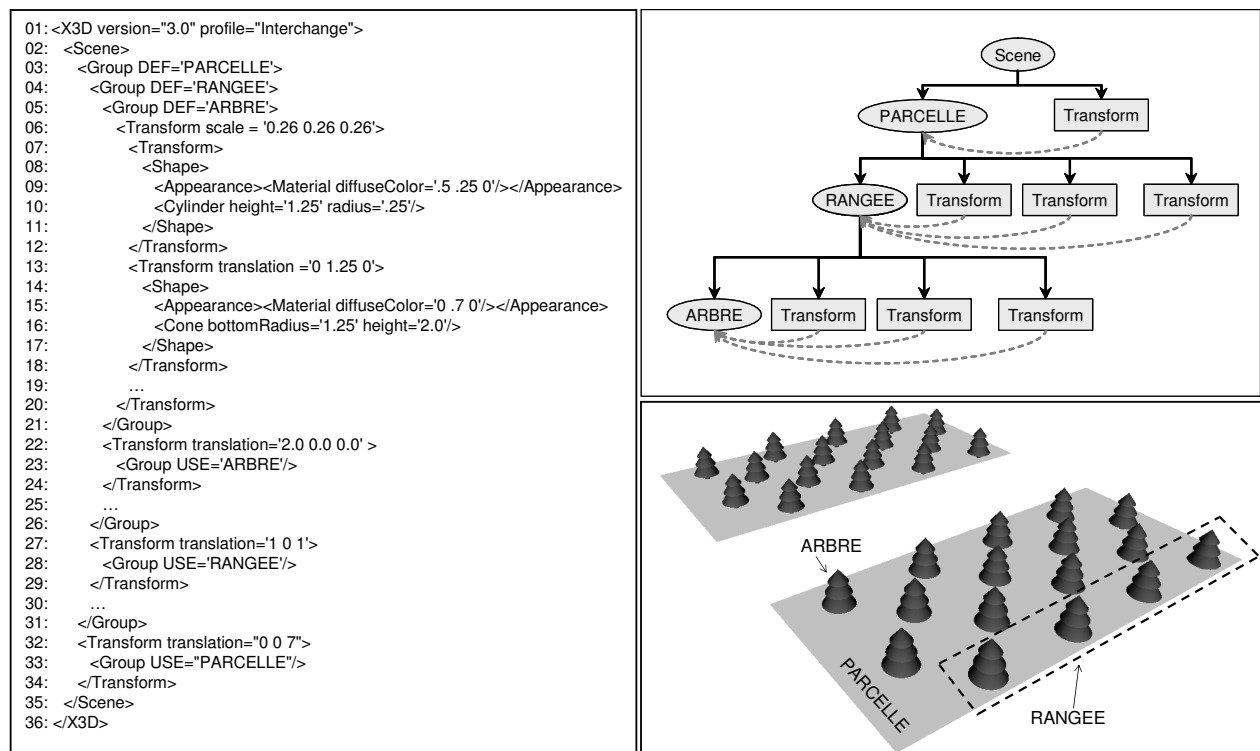 01: <X3D version="3.0" profile="Interchange">
02: <Scene>
03: <Group DEF='PARCELLE'>
04: <Group DEF='RANGEE'>
05: <Group DEF='ARBRE'>
06: <Transform scale = '0.26 0.26 0.26'>
07: <Transform>
08: <Shape>
09: <Appearance><Material diffuseColor='.5 .25 0'/></Appearance>
10: <Cylinder height='1.25' radius='.25'/>
11: </Shape>
12: </Transform>
13: <Transform translation ='0 1.25 0'>
14: <Shape>
15: <Appearance><Material diffuseColor='0 .7 0'/></Appearance>
16: <Cone bottomRadius='1.25' height='2.0'/>
17: </Shape>
18: </Transform>
19: …
20: </Transform>
21: </Group>
22: <Transform translation='2.0 0.0 0.0' >
23: <Group USE='ARBRE'/>
24: </Transform>
25: …
26: </Group>
27: <Transform translation='1 0 1'>
28: <Group USE='RANGEE'/>
29: </Transform>
30: …
31: </Group>
32: <Transform translation="0 0 7">
33: <Group USE="PARCELLE"/>
34: </Transform>
35: </Scene>
36: </X3D>
Scene
PARCELLE Transform
RANGEE Transform Transform Transform
ARBRE Transform Transform Transform
ARBRE
PARCELLE
RANGEE